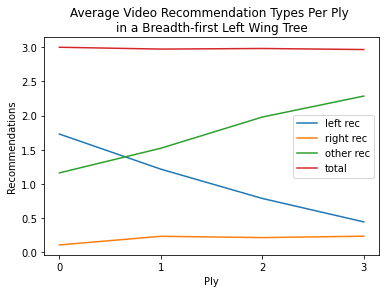 Average Video Recommendation Types Per Ply
in a Breadth-first Left Wing Tree
3.0
2.5
2.0
1.5
1.0
0.5
0.0
Recommendations
left rec
right rec
other rec
total
0 1 2 3
Ply